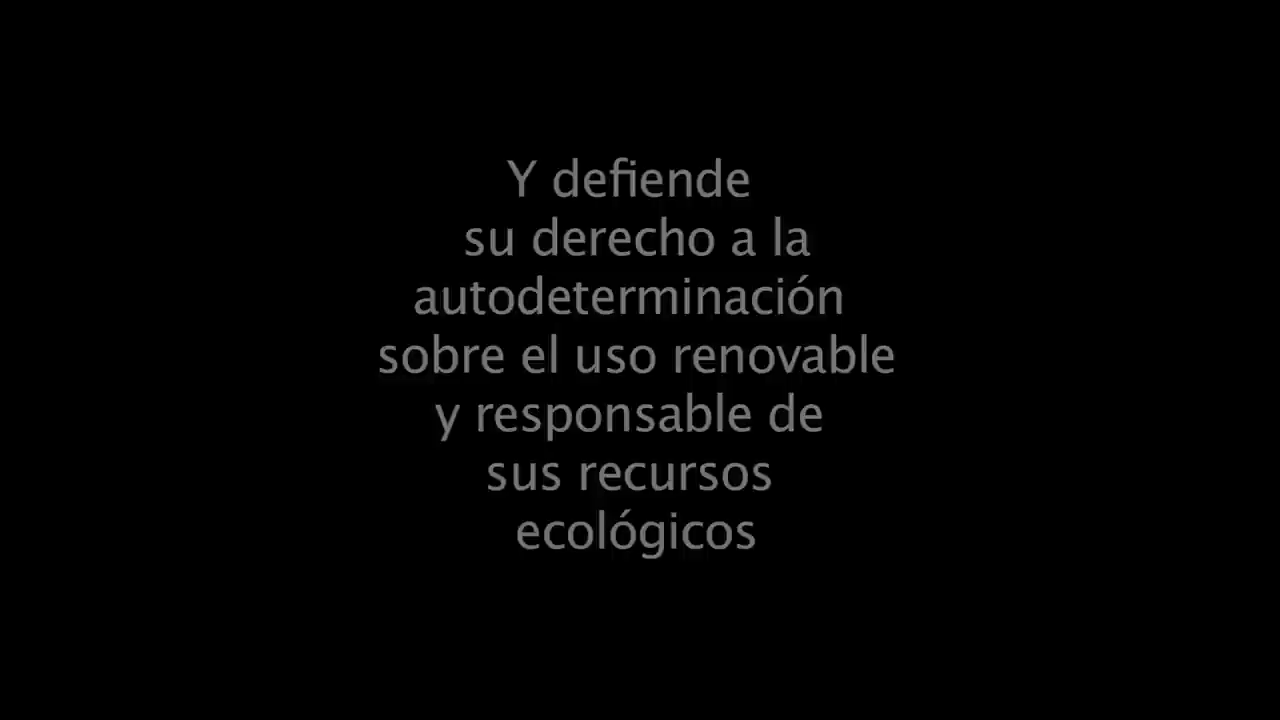 Y defiende
su derecho a la
autodeterminación
sobre el uso renovable
y responsable de
sus recursos
ecológicos